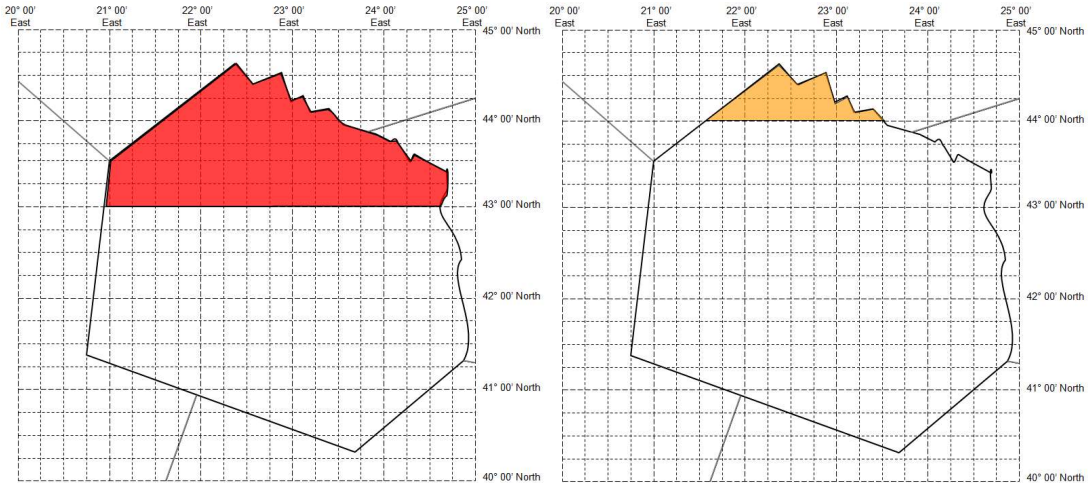 20° 00'
East
21° 00'
East
22° 00'
East
23° 00'
East
24° 00'
East
25° 00'
East
45° 00' North
44° 00' North
43° 00' North
42° 00' North
41° 00' North
40° 00' North
20° 00'
East
21° 00'
East
22° 00'
East
23° 00'
East
24° 00'
East
25° 00'
East
45° 00' North
44° 00' North
43° 00' North
42° 00' North
41° 00' North
40° 00' North